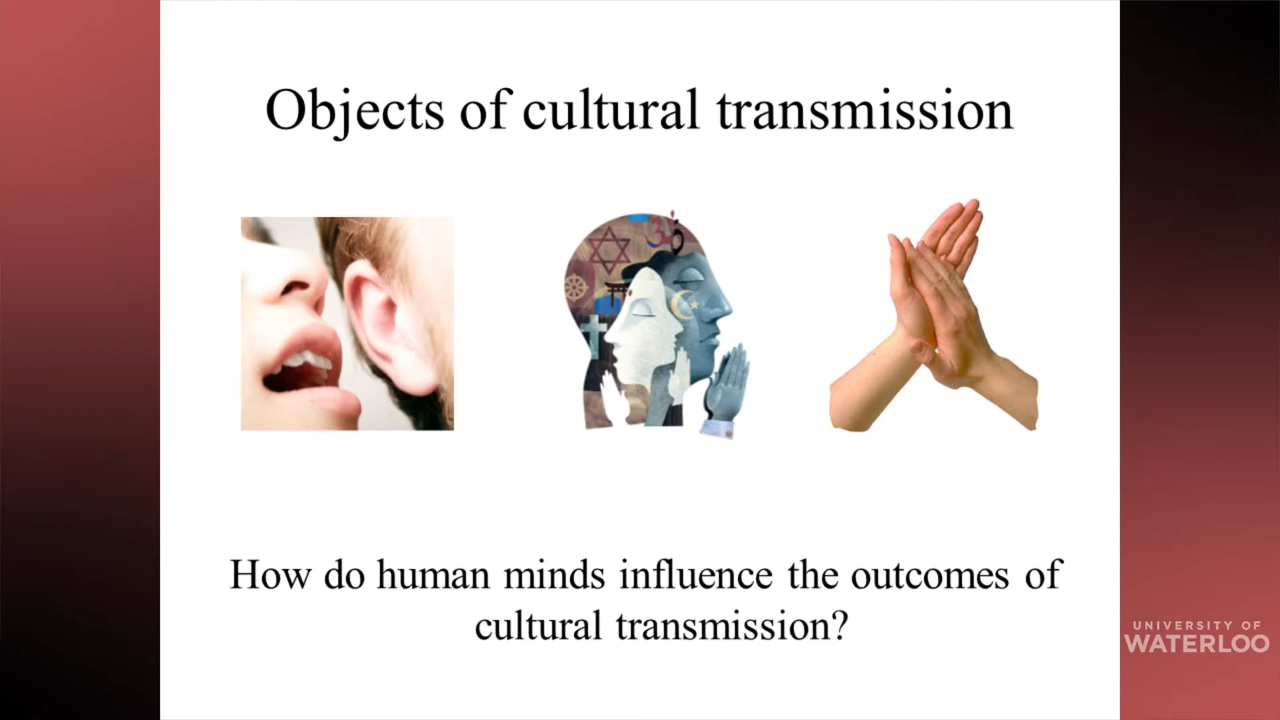 Objects of cultural transmission
How do human minds influence the outcomes of
cultural transmission?
UNIVERSITY OF
WATERLOO